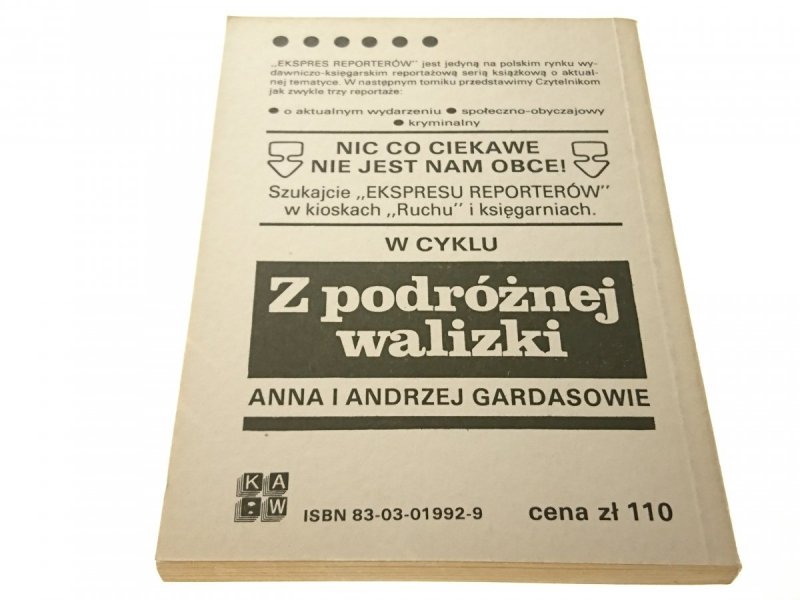 „EKSPRES REPORTERÓW" jest jedyną na polskim rynku wy-
dawniczo-księgarskim reportażową serią książkową o aktual-
nej tematyce. W następnym tomiku przedstawimy Czytelnikom
jak zwykle trzy reportaże:
● o aktualnym wydarzeniu ● społeczno-obyczajowy
● kryminalny
NIC CO CIEKAWE
NIE JEST NAM OBCE!
Szukajcie „EKSPRESU REPORTERÓW"
w kioskach „Ruchu" i księgarniach.
W CYKLU
Z podróżnej
walizki
ANNA I ANDRZEJ GARDASOWIE
KAW
ISBN 83-03-01992-9 cena zł 110